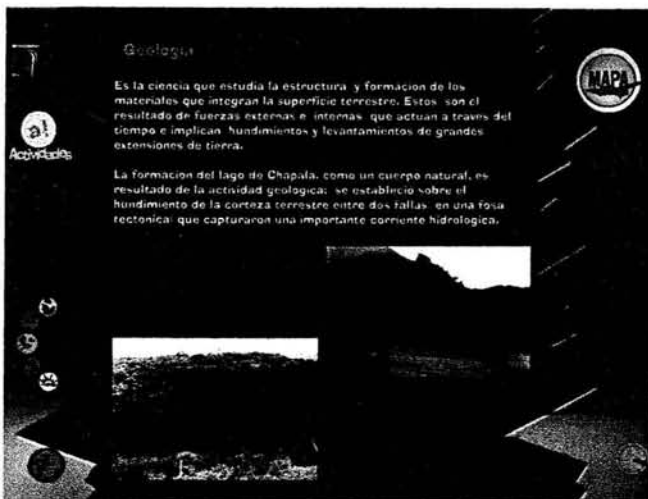 Geología
MAPA
Es la ciencia que estudia la estructura y formacion de los
materiales que integran la superficie terrestre. Estos son el
resultado de fuerzas externas e internas que actuan a traves del
tiempo e implican hundimientos y levantamientos de grandes
extensiones de tierra.
a!
Actividades
La formacion del lago de Chapala, como un cuerpo natural, es
resultado de la actividad geologica: se establecio sobre el
hundimiento de la corteza terrestre entre dos fallas, en una fosa
tectonica que capturaron una importante corriente hidrologica.